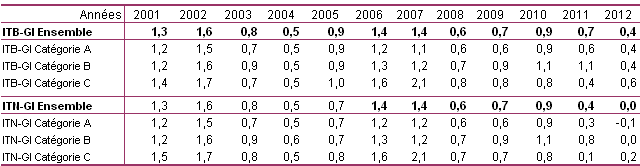 Années 2001 2002 2003 2004 2005 2006 2007 2008 2009 2010 2011 2012
ITB-GI Ensemble 1,3 1,6 0,8 0,5 0,9 1,4 1,4 0,6 0,7 0,9 0,7 0,4
ITB-GI Catégorie A 1,2 1,5 0,7 0,5 0,9 1,2 1,1 0,6 0,6 0,9 0,6 0,4
ITB-GI Catégorie B 1,2 1,6 0,9 0,5 0,9 1,3 1,2 0,7 0,9 1,1 1,1 0,4
ITB-GI Catégorie C 1,4 1,7 0,7 0,5 1,0 1,6 2,1 0,8 0,8 0,8 0,4 0,6
ITN-GI Ensemble 1,3 1,6 0,8 0,5 0,7 1,4 1,4 0,6 0,7 0,9 0,4 0,0
ITN-GI Catégorie A 1,2 1,5 0,7 0,5 0,7 1,2 1,2 0,6 0,6 0,9 0,3 -0,1
ITN-GI Catégorie B 1,2 1,6 0,9 0,6 0,7 1,3 1,2 0,7 0,9 1,1 0,8 0,0
ITN-GI Catégorie C 1,5 1,7 0,8 0,5 0,8 1,6 2,1 0,7 0,7 0,8 0,1 0,2